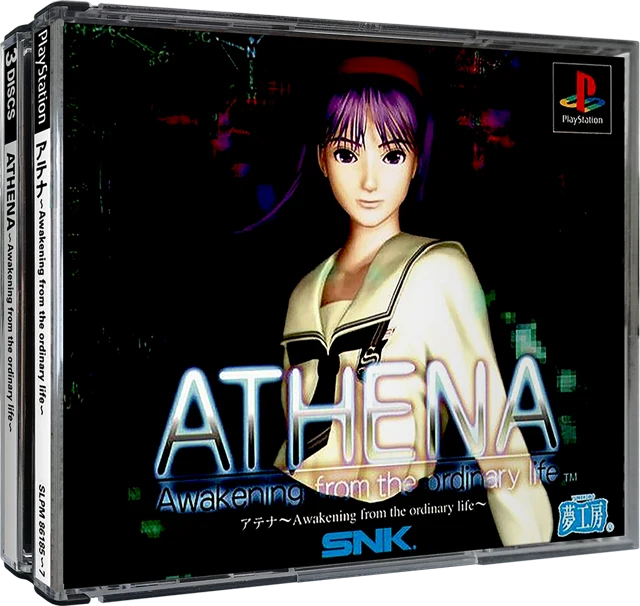 3 DISCS
ATHENA ~Awakening from the ordinary life~
PlayStation
アテナ ~Awakening from the ordinary life~
SLPM 86185~7
PlayStation
ATHENA
Awakening from the ordinary life™
アテナ~Awakening from the ordinary life~
SNK®
夢工房